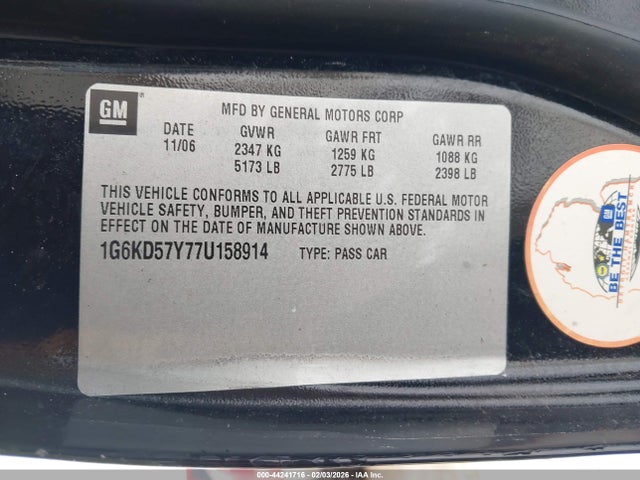 GM
MFD BY GENERAL MOTORS CORP
DATE GVWR GAWR FRT GAWR RR
11/06 2347 KG 1259 KG 1088 KG
5173 LB 2775 LB 2398 LB
THIS VEHICLE CONFORMS TO ALL APPLICABLE U.S. FEDERAL MOTOR
VEHICLE SAFETY, BUMPER, AND THEFT PREVENTION STANDARDS IN
EFFECT ON THE DATE OF MANUFACTURE SHOWN ABOVE.
1G6KD57Y77U158914 TYPE: PASS CAR
GM
BE THE BEST
000-44241716 - 02/03/2026 - IAAI.COM